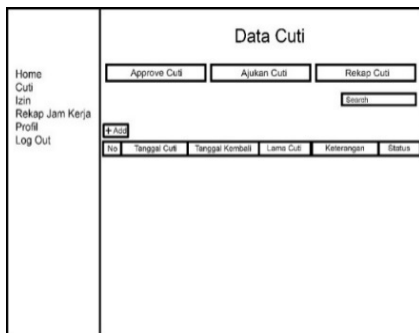 Data Cuti
Home
Cuti
Izin
Rekap Jam Kerja
Profil
Log Out
Approve Cuti Ajukan Cuti Rekap Cuti
Search
+ Add
No Tanggal Cuti Tanggal Kembali Lama Cuti Keterangan Status